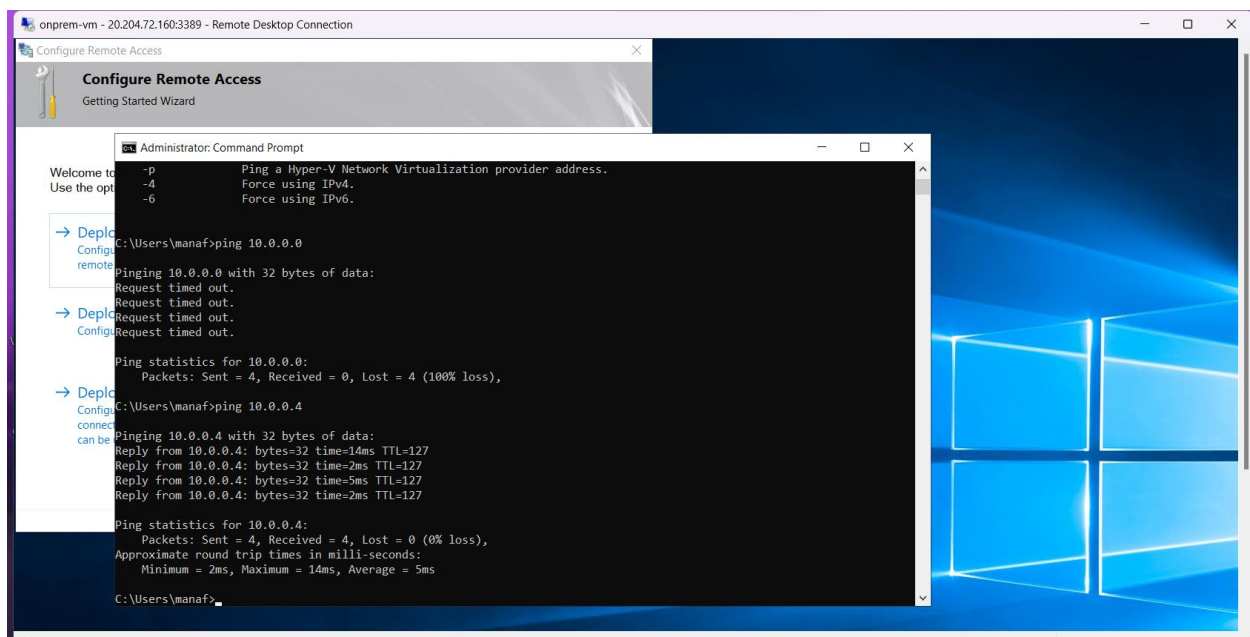 onprem-vm - 20.204.72.160:3389 - Remote Desktop Connection
Configure Remote Access
Configure Remote Access
Getting Started Wizard
Welcome to
Use the opt
→ Deplo
Configu
remote
→ Deplo
Configu
→ Deplo
Configu
connect
can be
Administrator: Command Prompt
-p Ping a Hyper-V Network Virtualization provider address.
-4 Force using IPv4.
-6 Force using IPv6.
C:\Users\manaf>ping 10.0.0.0
Pinging 10.0.0.0 with 32 bytes of data:
Request timed out.
Request timed out.
Request timed out.
Request timed out.
Ping statistics for 10.0.0.0:
Packets: Sent = 4, Received = 0, Lost = 4 (100% loss),
C:\Users\manaf>ping 10.0.0.4
Pinging 10.0.0.4 with 32 bytes of data:
Reply from 10.0.0.4: bytes=32 time=14ms TTL=127
Reply from 10.0.0.4: bytes=32 time=2ms TTL=127
Reply from 10.0.0.4: bytes=32 time=5ms TTL=127
Reply from 10.0.0.4: bytes=32 time=2ms TTL=127
Ping statistics for 10.0.0.4:
Packets: Sent = 4, Received = 4, Lost = 0 (0% loss),
Approximate round trip times in milli-seconds:
Minimum = 2ms, Maximum = 14ms, Average = 5ms
C:\Users\manaf>